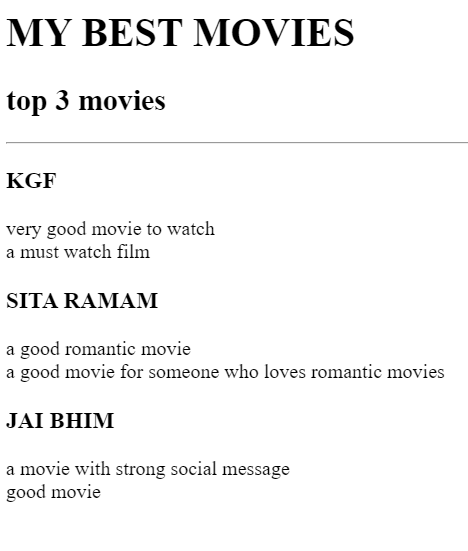 MY BEST MOVIES
top 3 movies
KGF
very good movie to watch
a must watch film
SITA RAMAM
a good romantic movie
a good movie for someone who loves romantic movies
JAI BHIM
a movie with strong social message
good movie